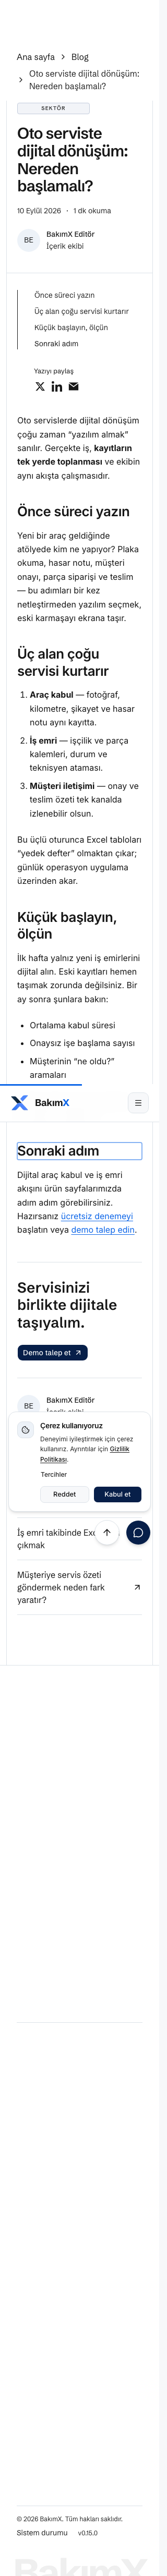 Ana sayfa
Blog
Oto serviste dijital dönüşüm:
Nereden başlamalı?
SEKTÖR
Oto serviste
dijital dönüşüm:
Nereden
başlamalı?
10 Eylül 2026 · 1 dk okuma
BE
BakımX Editör
İçerik ekibi
Önce süreci yazın
Üç alan çoğu servisi kurtarır
Küçük başlayın, ölçün
Sonraki adım
Yazıyı paylaş
Oto servislerde dijital dönüşüm
çoğu zaman “yazılım almak”
sanılır. Gerçekte iş, kayıtların
tek yerde toplanması ve ekibin
aynı akışta çalışmasıdır.
Önce süreci yazın
Yeni bir araç geldiğinde
atölyede kim ne yapıyor? Plaka
okuma, hasar notu, müşteri
onayı, parça siparişi ve teslim
— bu adımları bir kez
netleştirmeden yazılım seçmek,
eski karmaşayı ekrana taşır.
Üç alan çoğu
servisi kurtarır
1. Araç kabul — fotoğraf,
kilometre, şikayet ve hasar
notu aynı kayıtta.
2. İş emri — işçilik ve parça
kalemleri, durum ve
teknisyen ataması.
3. Müşteri iletişimi — onay ve
teslim özeti tek kanalda
izlenebilir olsun.
Bu üçlü oturunca Excel tabloları
“yedek defter” olmaktan çıkar;
günlük operasyon uygulama
üzerinden akar.
Küçük başlayın,
ölçün
İlk hafta yalnız yeni iş emirlerini
dijital alın. Eski kayıtları hemen
taşımak zorunda değilsiniz. Bir
ay sonra şunlara bakın:
• Ortalama kabul süresi
• Onaysız işe başlama sayısı
• Müşterinin “ne oldu?”
aramaları
BakımX
Sonraki adım
Dijital araç kabul ve iş emri
akışını ürün sayfalarımızda
adım adım görebilirsiniz.
Hazırsanız ücretsiz denemeyi
başlatın veya demo talep edin.
Servisinizi
birlikte dijitale
taşıyalım.
Demo talep et
BE
BakımX Editör
Çerez kullanıyoruz
Deneyimi iyileştirmek için çerez
kullanırız. Ayrıntılar için Gizlilik
Politikası.
Tercihler
Reddet
Kabul et
İş emri takibinde
çıkmak
Müşteriye servis özeti
göndermek neden fark
yaratır?
© 2026 BakımX. Tüm hakları saklıdır.
Sistem durumu
v0.15.0
BakımX